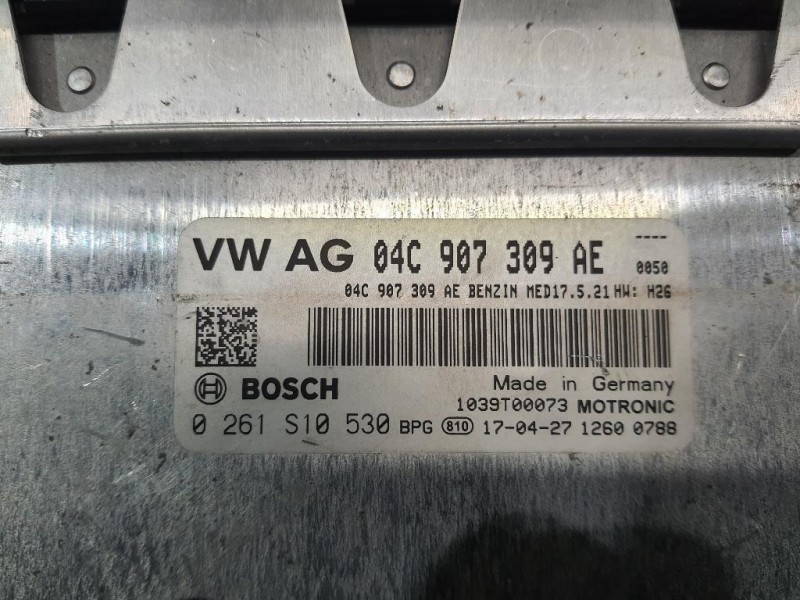 VW AG 04C 907 309 AE ----
0050
04C 907 309 AE BENZIN MED17.5.21 HW: H26
BOSCH Made in Germany
1039T00073 MOTRONIC
0 261 S10 530 BPG 810 17-04-27 1260 0788